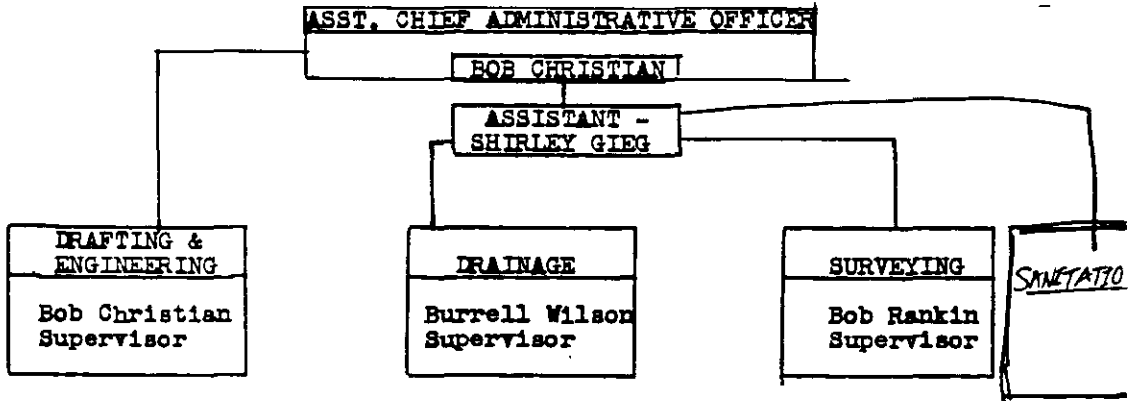 ASST. CHIEF ADMINISTRATIVE OFFICER
BOB CHRISTIAN
ASSISTANT -
SHIRLEY GIEG
DRAFTING &
ENGINEERING
Bob Christian
Supervisor
DRAINAGE
Burrell Wilson
Supervisor
SURVEYING
Bob Rankin
Supervisor
SANITATIO